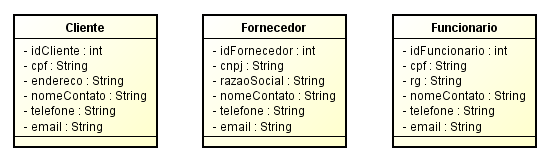 Cliente
- idCliente : int
- cpf : String
- endereco : String
- nomeContato : String
- telefone : String
- email : String
Fornecedor
- idFornecedor : int
- cnpj : String
- razaoSocial : String
- nomeContato : String
- telefone : String
- email : String
Funcionario
- idFuncionario : int
- cpf : String
- rg : String
- nomeContato : String
- telefone : String
- email : String